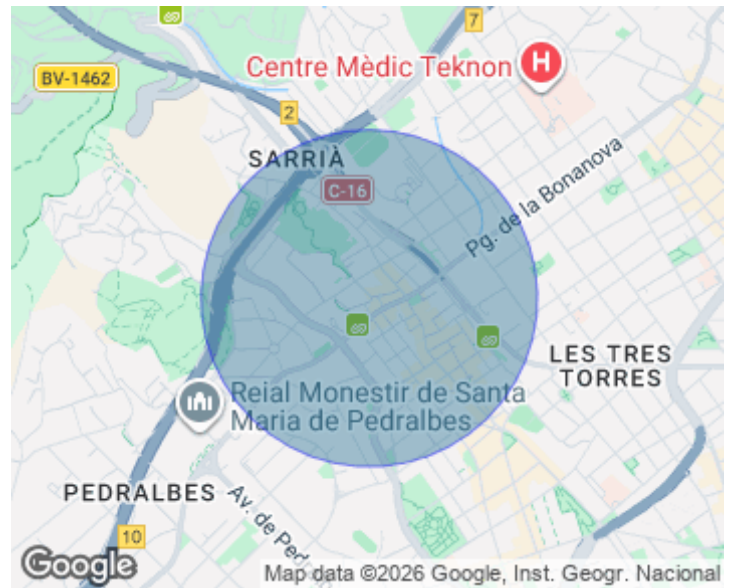 7
Centre Mèdic Teknon
H
BV-1462
2
SARRIÀ
C-16
Pg. de la Bonanova
LES TRES
TORRES
Reial Monestir de Santa
Maria de Pedralbes
PEDRALBES
Av. de Ped
10
Google
Map data ©2026 Google, Inst. Geogr. Nacional